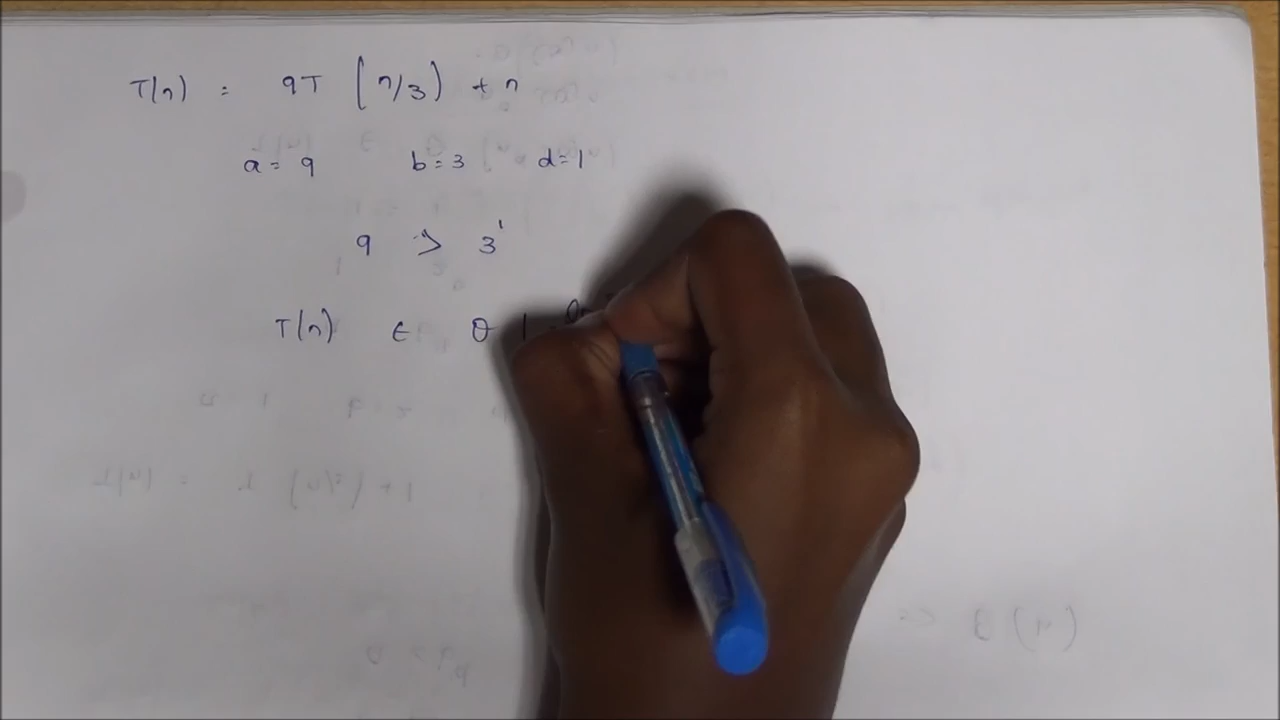 T(n) = 9T (n/3) + n
a = 9 b = 3 d = 1
9 > 3¹
T(n) ∈ θ